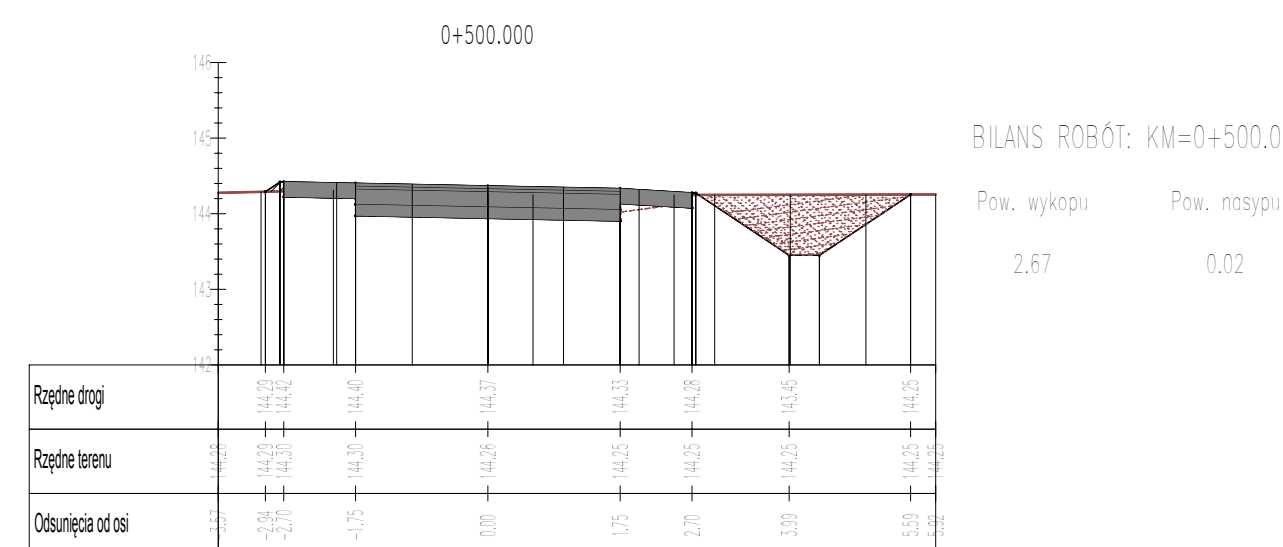 0+500.000
146
145
144
143
142
BILANS ROBÓT: KM=0+500.0
Pow. wykopu Pow. nasypu
2.67 0.02
Rzędne drogi 144.29 144.42 144.40 144.37 144.33 144.28 143.45 144.25
Rzędne terenu 144.28 144.29 144.30 144.30 144.26 144.25 144.25 144.25 144.25 144.25
Odsunięcia od osi -3.57 -2.94 -2.70 -1.75 0.00 1.75 2.70 3.99 5.59 5.92